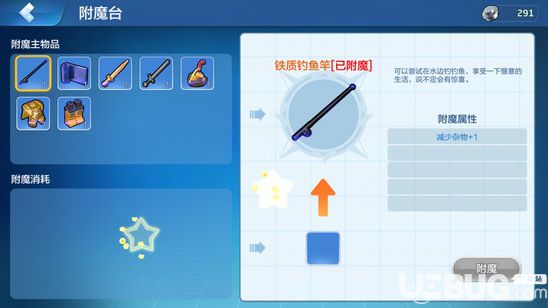 附魔台
291
附魔主物品
铁质钓鱼竿[已附魔]
可以尝试在水边钓钓鱼，享受一下惬意的
生活，说不定会有惊喜。
附魔属性
减少杂物+1
附魔消耗
附魔